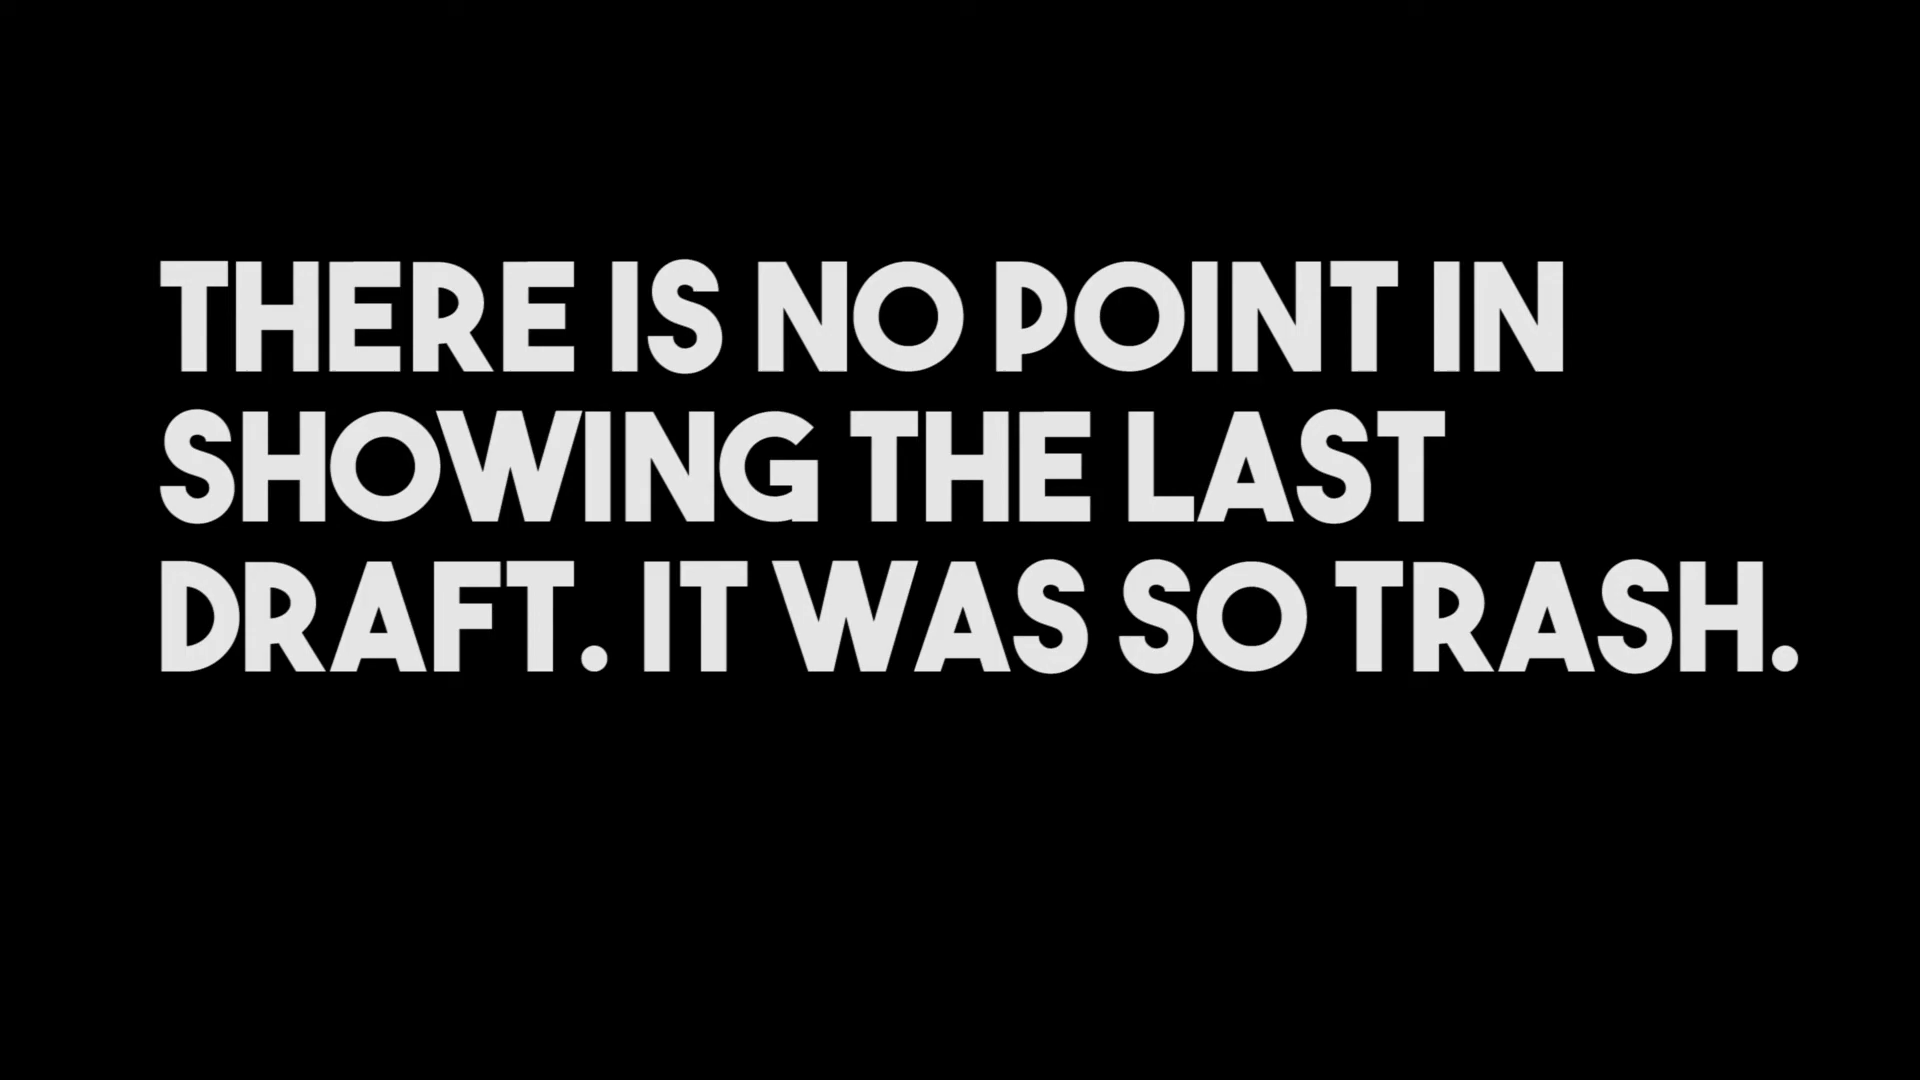 THERE IS NO POINT IN
SHOWING THE LAST
DRAFT. IT WAS SO TRASH.